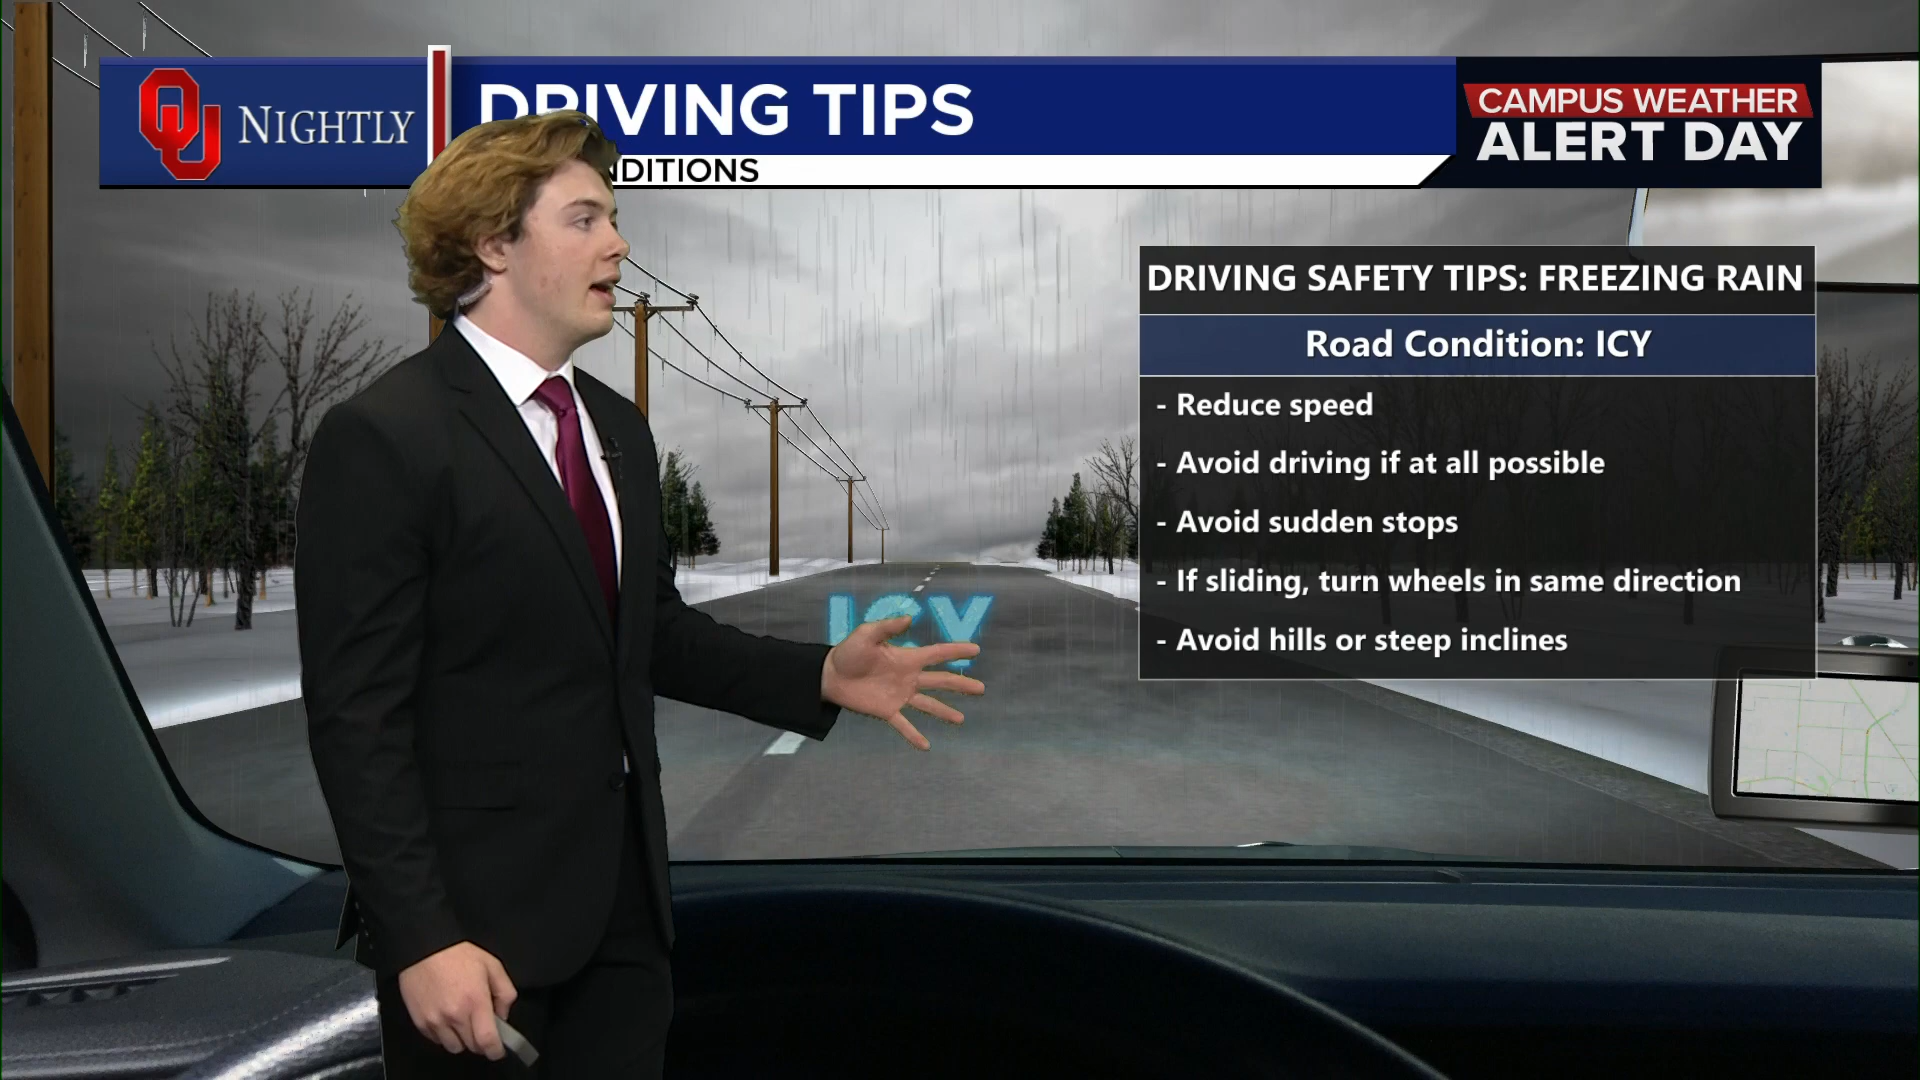 OU NIGHTLY
DRIVING TIPS
CAMPUS WEATHER
ALERT DAY
DRIVING SAFETY TIPS: FREEZING RAIN
Road Condition: ICY
- Reduce speed
- Avoid driving if at all possible
- Avoid sudden stops
- If sliding, turn wheels in same direction
- Avoid hills or steep inclines
ICY